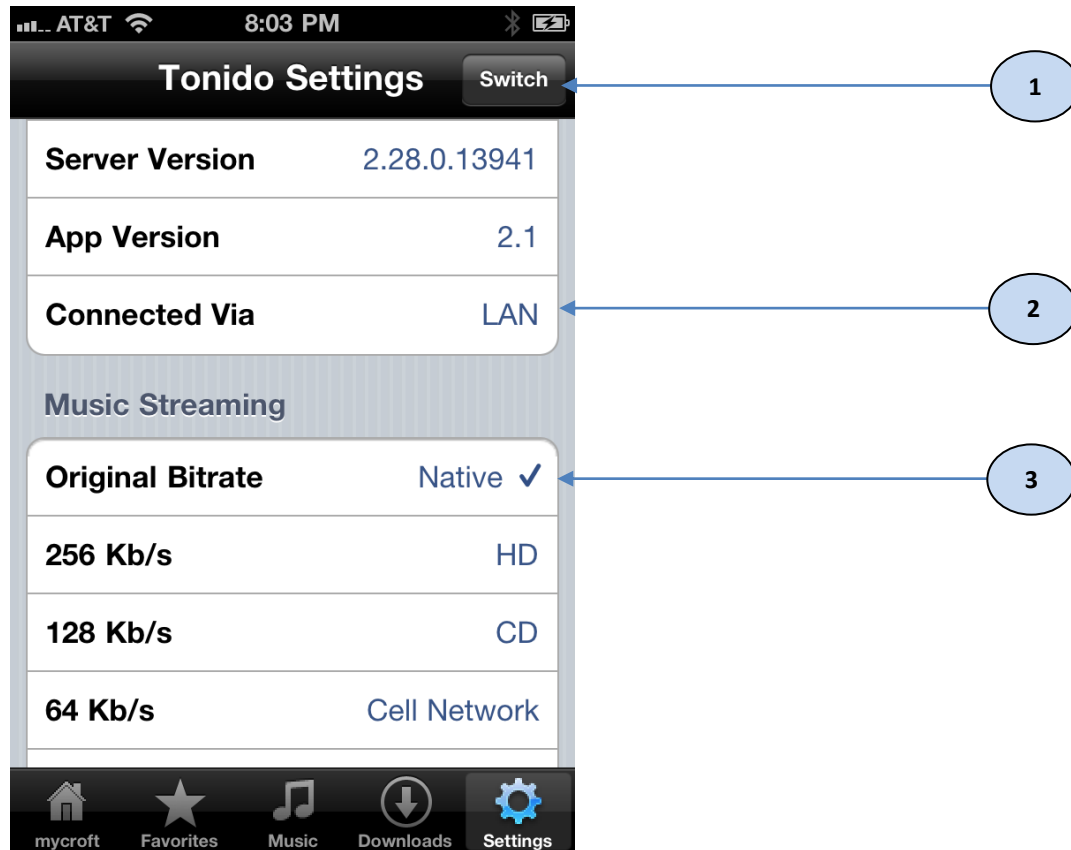 AT&T 8:03 PM
Tonido Settings Switch
1
Server Version 2.28.0.13941
App Version 2.1
Connected Via LAN
2
Music Streaming
Original Bitrate Native ✓
3
256 Kb/s HD
128 Kb/s CD
64 Kb/s Cell Network
mycroft Favorites Music Downloads Settings